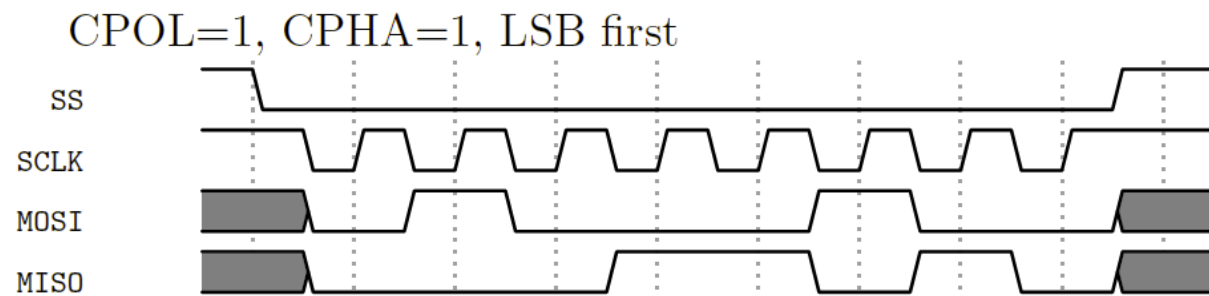 CPOL=1, CPHA=1, LSB first
SS
SCLK
MOSI
MISO